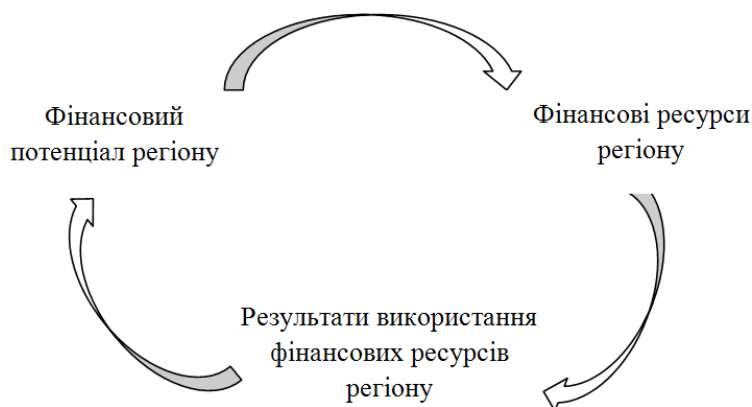 Фінансовий
потенціал регіону
Фінансові ресурси
регіону
Результати використання
фінансових ресурсів
регіону